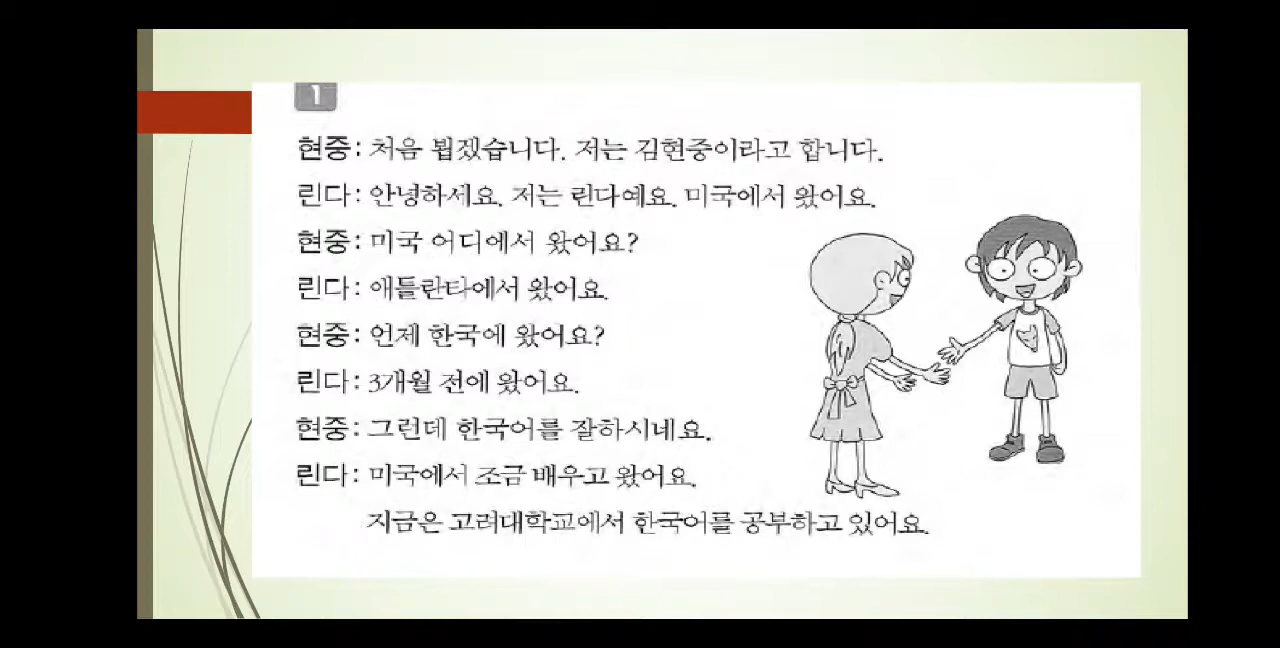 1
현중: 처음 뵙겠습니다. 저는 김현중이라고 합니다.
린다: 안녕하세요. 저는 린다예요. 미국에서 왔어요.
현중: 미국 어디에서 왔어요?
린다: 애틀란타에서 왔어요.
현중: 언제 한국에 왔어요?
린다: 3개월 전에 왔어요.
현중: 그런데 한국어를 잘하시네요.
린다: 미국에서 조금 배우고 왔어요.
지금은 고려대학교에서 한국어를 공부하고 있어요.